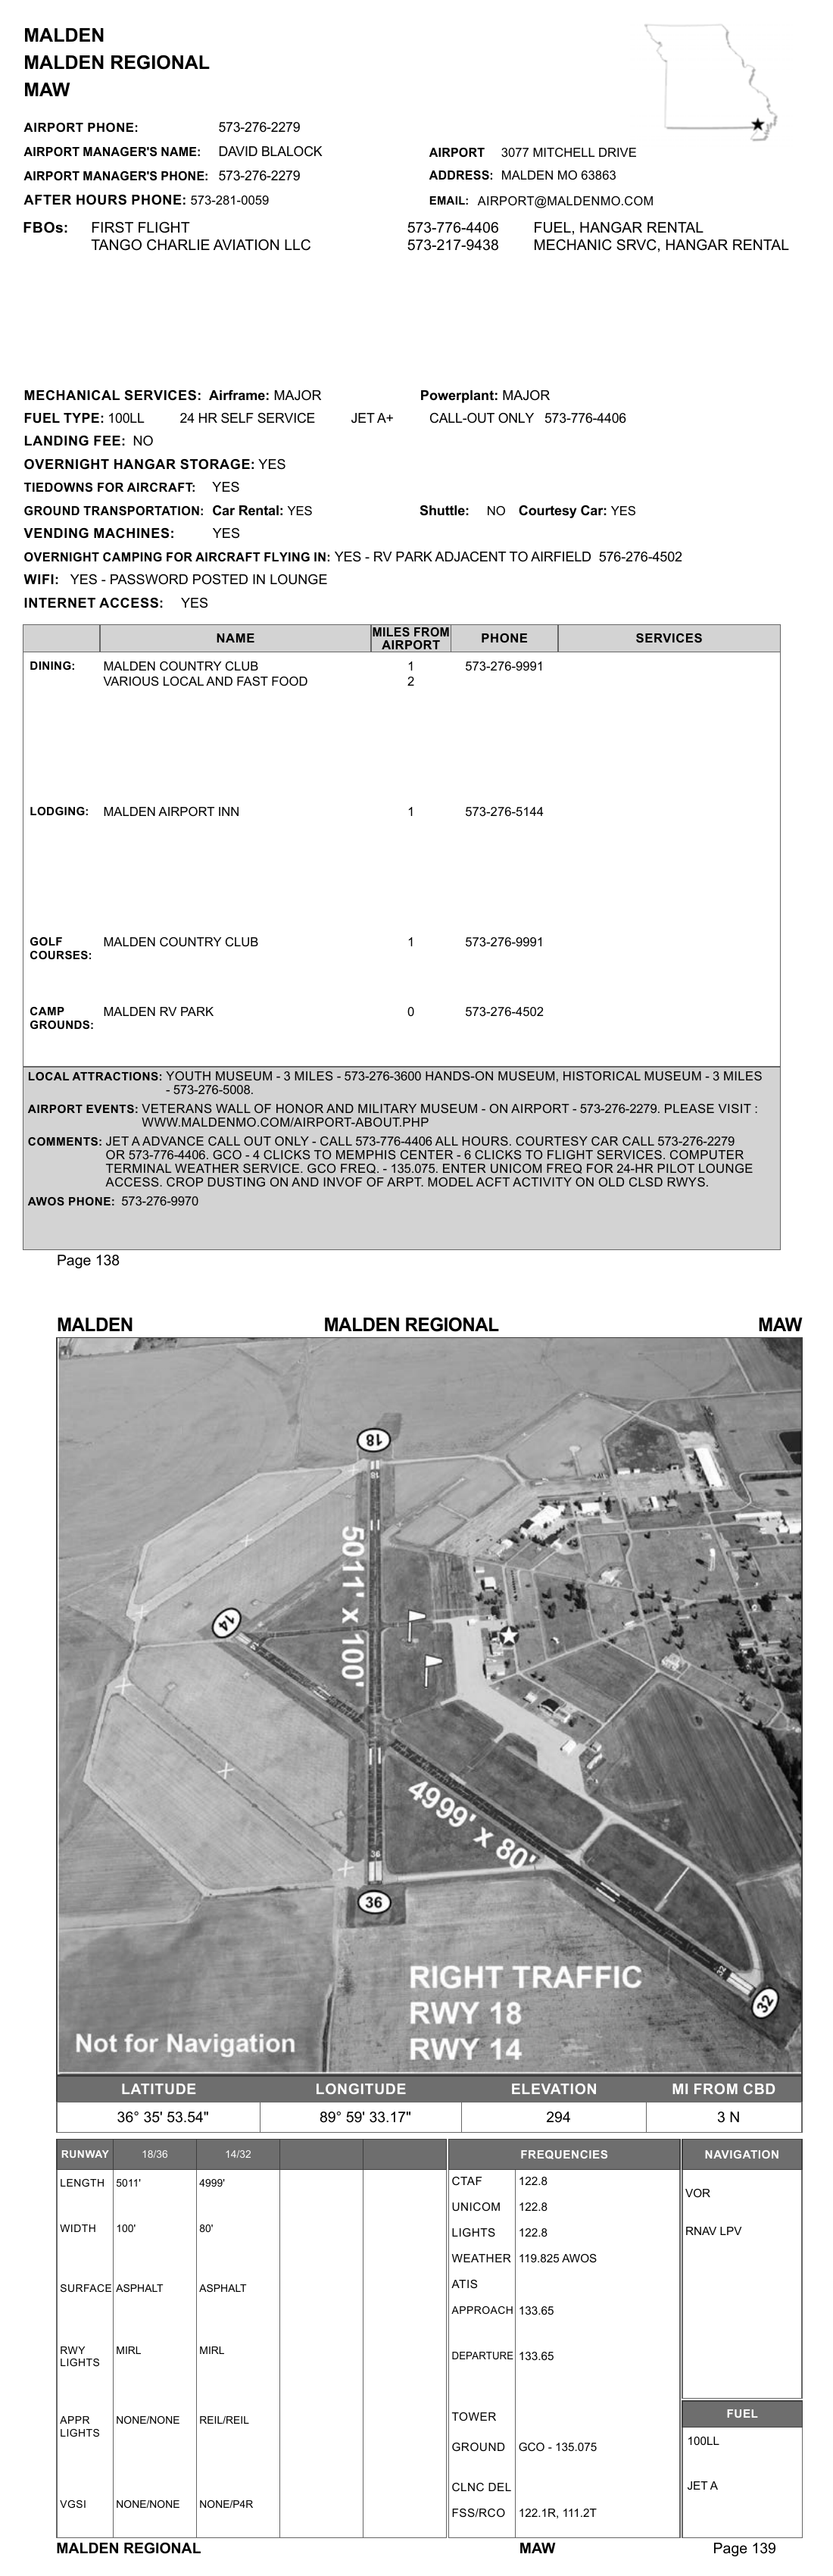 MALDEN
MALDEN REGIONAL
MAW
AIRPORT PHONE: 573-276-2279
AIRPORT MANAGER'S NAME: DAVID BLALOCK
AIRPORT MANAGER'S PHONE: 573-276-2279
AFTER HOURS PHONE: 573-281-0059
AIRPORT 3077 MITCHELL DRIVE
ADDRESS: MALDEN MO 63863
EMAIL: AIRPORT@MALDENMO.COM
FBOs: FIRST FLIGHT 573-776-4406 FUEL, HANGAR RENTAL
TANGO CHARLIE AVIATION LLC 573-217-9438 MECHANIC SRVC, HANGAR RENTAL
MECHANICAL SERVICES: Airframe: MAJOR Powerplant: MAJOR
FUEL TYPE: 100LL 24 HR SELF SERVICE JET A+ CALL-OUT ONLY 573-776-4406
LANDING FEE: NO
OVERNIGHT HANGAR STORAGE: YES
TIEDOWNS FOR AIRCRAFT: YES
GROUND TRANSPORTATION: Car Rental: YES Shuttle: NO Courtesy Car: YES
VENDING MACHINES: YES
OVERNIGHT CAMPING FOR AIRCRAFT FLYING IN: YES - RV PARK ADJACENT TO AIRFIELD 576-276-4502
WIFI: YES - PASSWORD POSTED IN LOUNGE
INTERNET ACCESS: YES
NAME MILES FROM AIRPORT PHONE SERVICES
DINING: MALDEN COUNTRY CLUB 1 573-276-9991
VARIOUS LOCAL AND FAST FOOD 2
LODGING: MALDEN AIRPORT INN 1 573-276-5144
GOLF COURSES: MALDEN COUNTRY CLUB 1 573-276-9991
CAMP GROUNDS: MALDEN RV PARK 0 573-276-4502
LOCAL ATTRACTIONS: YOUTH MUSEUM - 3 MILES - 573-276-3600 HANDS-ON MUSEUM, HISTORICAL MUSEUM - 3 MILES
- 573-276-5008.
AIRPORT EVENTS: VETERANS WALL OF HONOR AND MILITARY MUSEUM - ON AIRPORT - 573-276-2279. PLEASE VISIT :
WWW.MALDENMO.COM/AIRPORT-ABOUT.PHP
COMMENTS: JET A ADVANCE CALL OUT ONLY - CALL 573-776-4406 ALL HOURS. COURTESY CAR CALL 573-276-2279
OR 573-776-4406. GCO - 4 CLICKS TO MEMPHIS CENTER - 6 CLICKS TO FLIGHT SERVICES. COMPUTER
TERMINAL WEATHER SERVICE. GCO FREQ. - 135.075. ENTER UNICOM FREQ FOR 24-HR PILOT LOUNGE
ACCESS. CROP DUSTING ON AND INVOF OF ARPT. MODEL ACFT ACTIVITY ON OLD CLSD RWYS.
AWOS PHONE: 573-276-9970
Page 138
MALDEN MALDEN REGIONAL MAW
18
18
5011' x 100'
14
4999' x 80'
36
36
32
32
RIGHT TRAFFIC
RWY 18
RWY 14
Not for Navigation
LATITUDE LONGITUDE ELEVATION MI FROM CBD
36° 35' 53.54" 89° 59' 33.17" 294 3 N
RUNWAY 18/36 14/32
LENGTH 5011' 4999'
WIDTH 100' 80'
SURFACE ASPHALT ASPHALT
RWY LIGHTS MIRL MIRL
APPR LIGHTS NONE/NONE REIL/REIL
VGSI NONE/NONE NONE/P4R
FREQUENCIES
CTAF 122.8
UNICOM 122.8
LIGHTS 122.8
WEATHER 119.825 AWOS
ATIS
APPROACH 133.65
DEPARTURE 133.65
TOWER
GROUND GCO - 135.075
CLNC DEL
FSS/RCO 122.1R, 111.2T
NAVIGATION
VOR
RNAV LPV
FUEL
100LL
JET A
MALDEN REGIONAL MAW Page 139